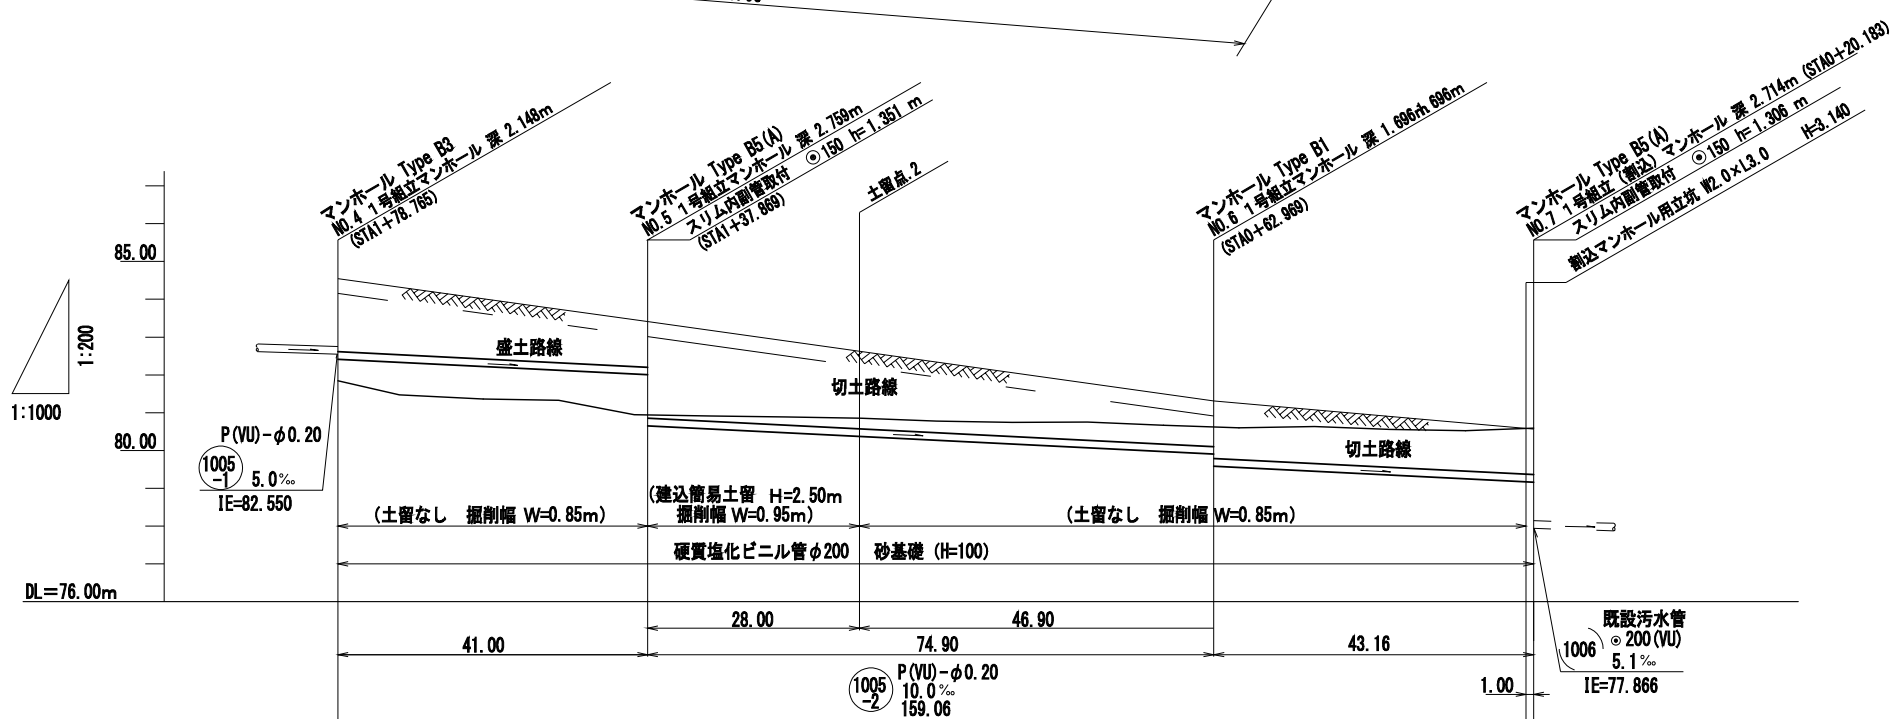 マンホール Type B3
NO.4 1号組立マンホール 深 2.148m
(STA1+78.765)
マンホール Type B5(A)
NO.5 1号組立マンホール 深 2.759m
スリム内副管取付 ◉150 h=1.351 m
(STA1+37.869)
土留点.2
マンホール Type B1
NO.6 1号組立マンホール 深 1.696m
(STA0+62.969)
マンホール Type B5(A)
NO.7 1号組立(割込)マンホール 深 2.714m (STA0+20.183)
スリム内副管取付 ◉150 h=1.306 m
割込マンホール用立坑 W2.0×L3.0 H=3.140
85.00
80.00
1:200
1:1000
盛土路線
切土路線
切土路線
P(VU)-φ0.20
1005
-1
5.0‰
IE=82.550
(土留なし 掘削幅 W=0.85m)
(建込簡易土留 H=2.50m
掘削幅 W=0.95m)
(土留なし 掘削幅 W=0.85m)
硬質塩化ビニル管φ200 砂基礎 (H=100)
DL=76.00m
28.00
46.90
41.00
74.90
43.16
1.00
1005
-2
P(VU)-φ0.20
10.0‰
159.06
既設汚水管
1006
◉200(VU)
5.1‰
IE=77.866